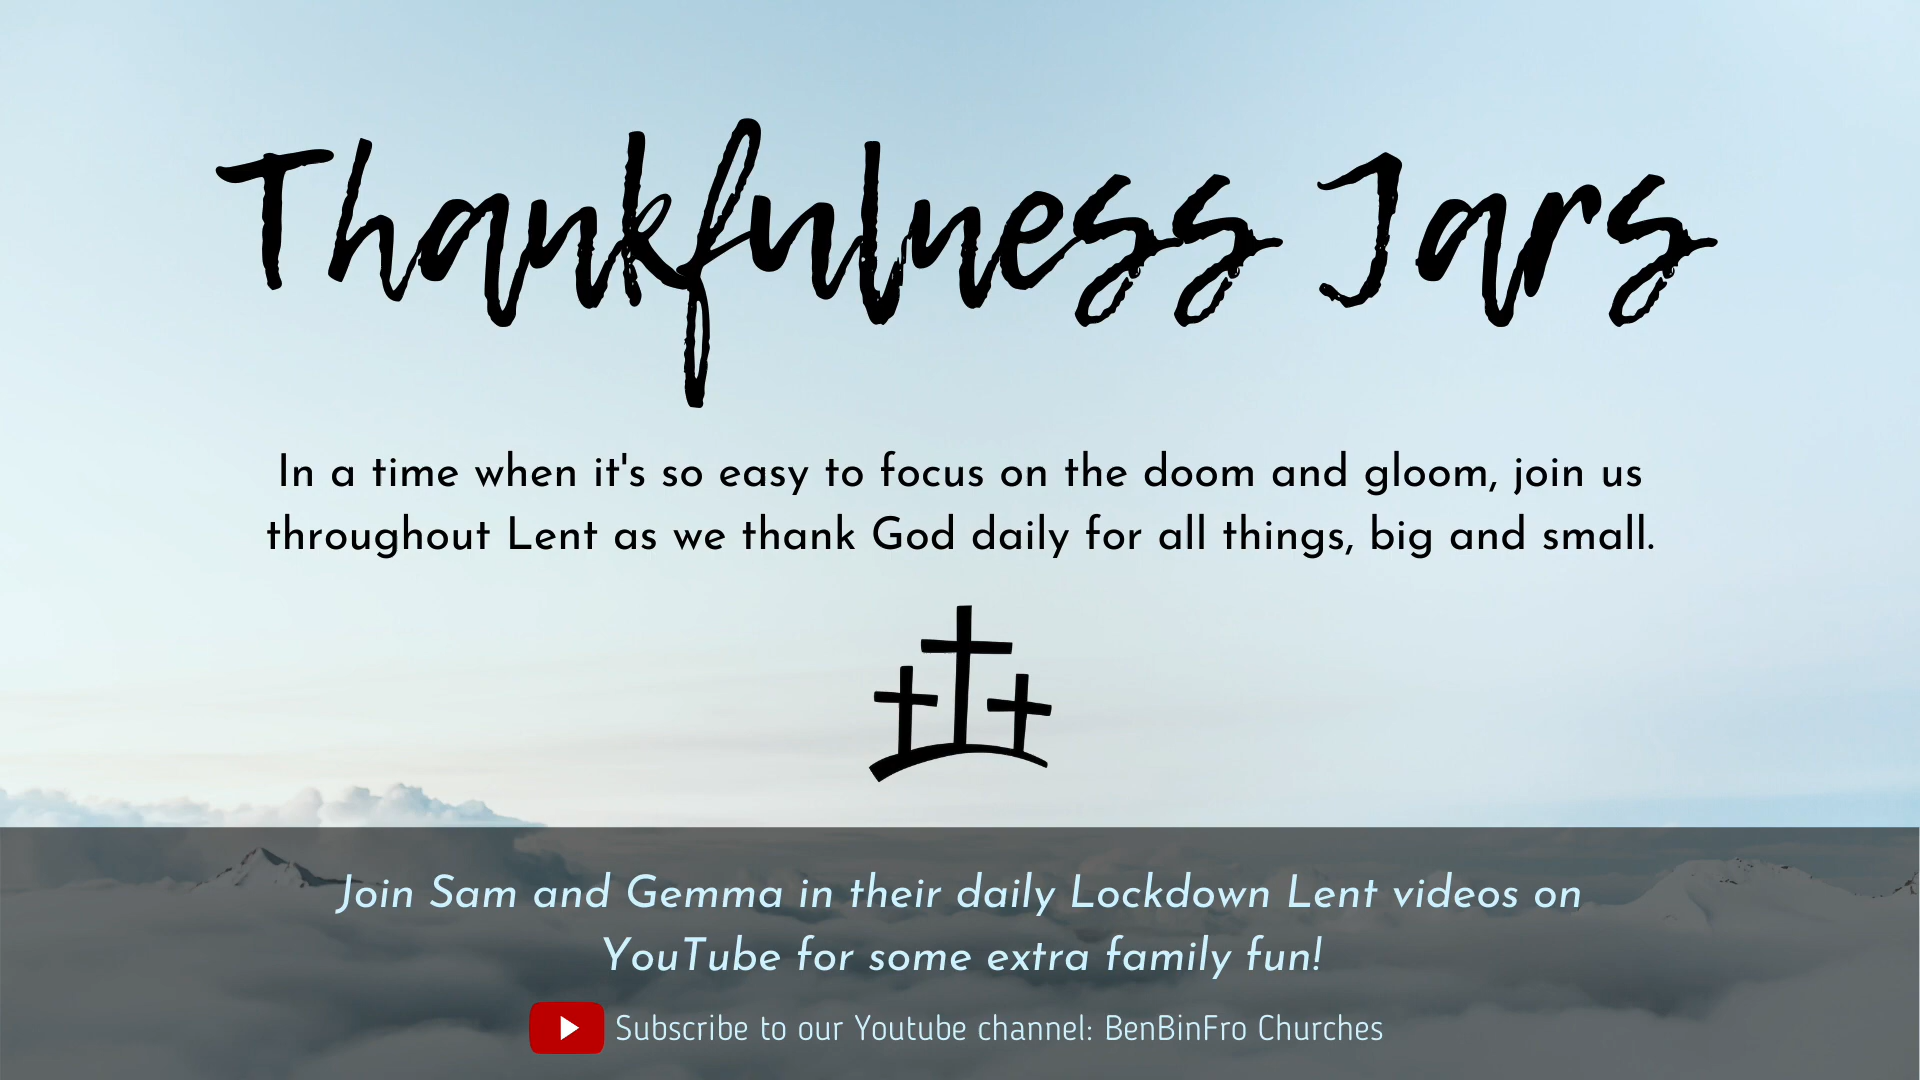 Thankfulness Jars
In a time when it's so easy to focus on the doom and gloom, join us
throughout Lent as we thank God daily for all things, big and small.
Join Sam and Gemma in their daily Lockdown Lent videos on
YouTube for some extra family fun!
Subscribe to our Youtube channel: BenBinFro Churches